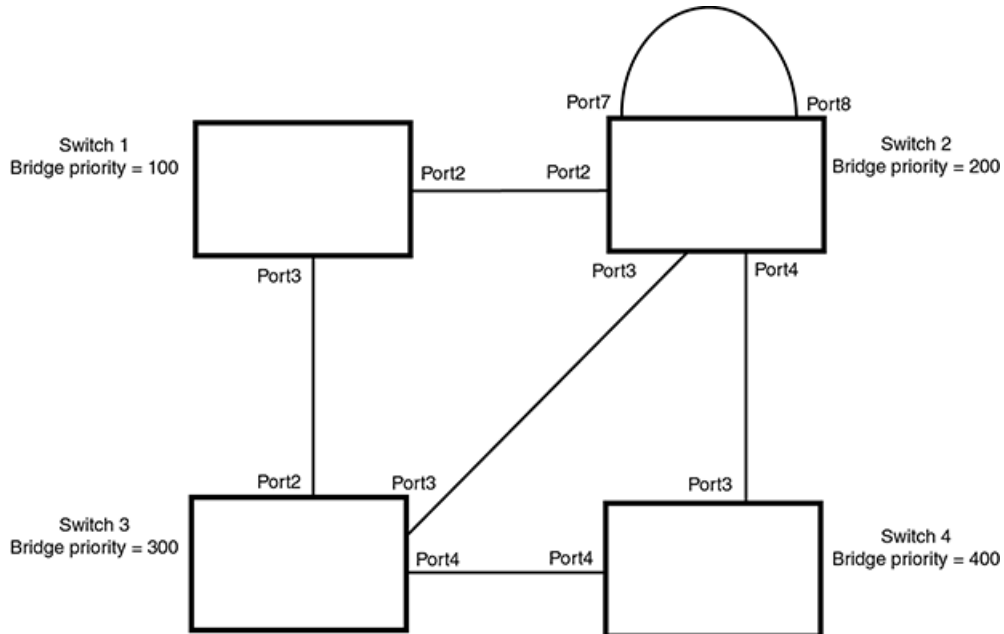 Port7
Port8
Switch 1
Bridge priority = 100
Port2
Port2
Switch 2
Bridge priority = 200
Port3
Port3
Port4
Port2
Port3
Port3
Switch 3
Bridge priority = 300
Port4
Port4
Switch 4
Bridge priority = 400